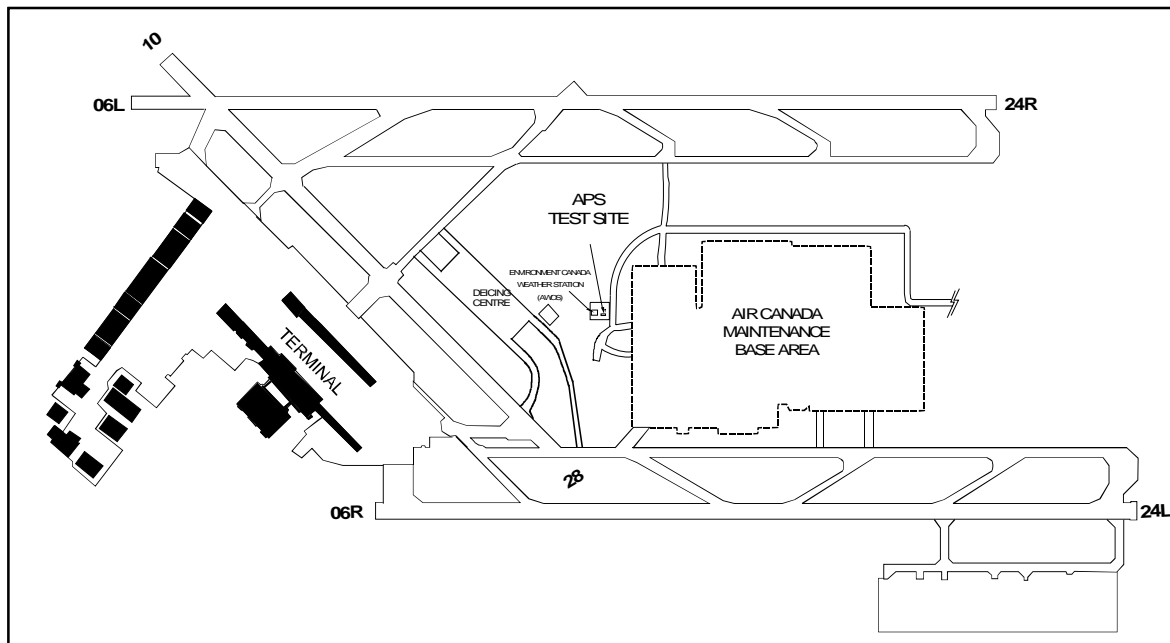 10
06L
24R
APS
TEST SITE
ENVIRONMENT CANADA
WEATHER STATION
(AWOS)
DEICING
CENTRE
AIR CANADA
MAINTENANCE
BASE AREA
TERMINAL
28
06R
24L